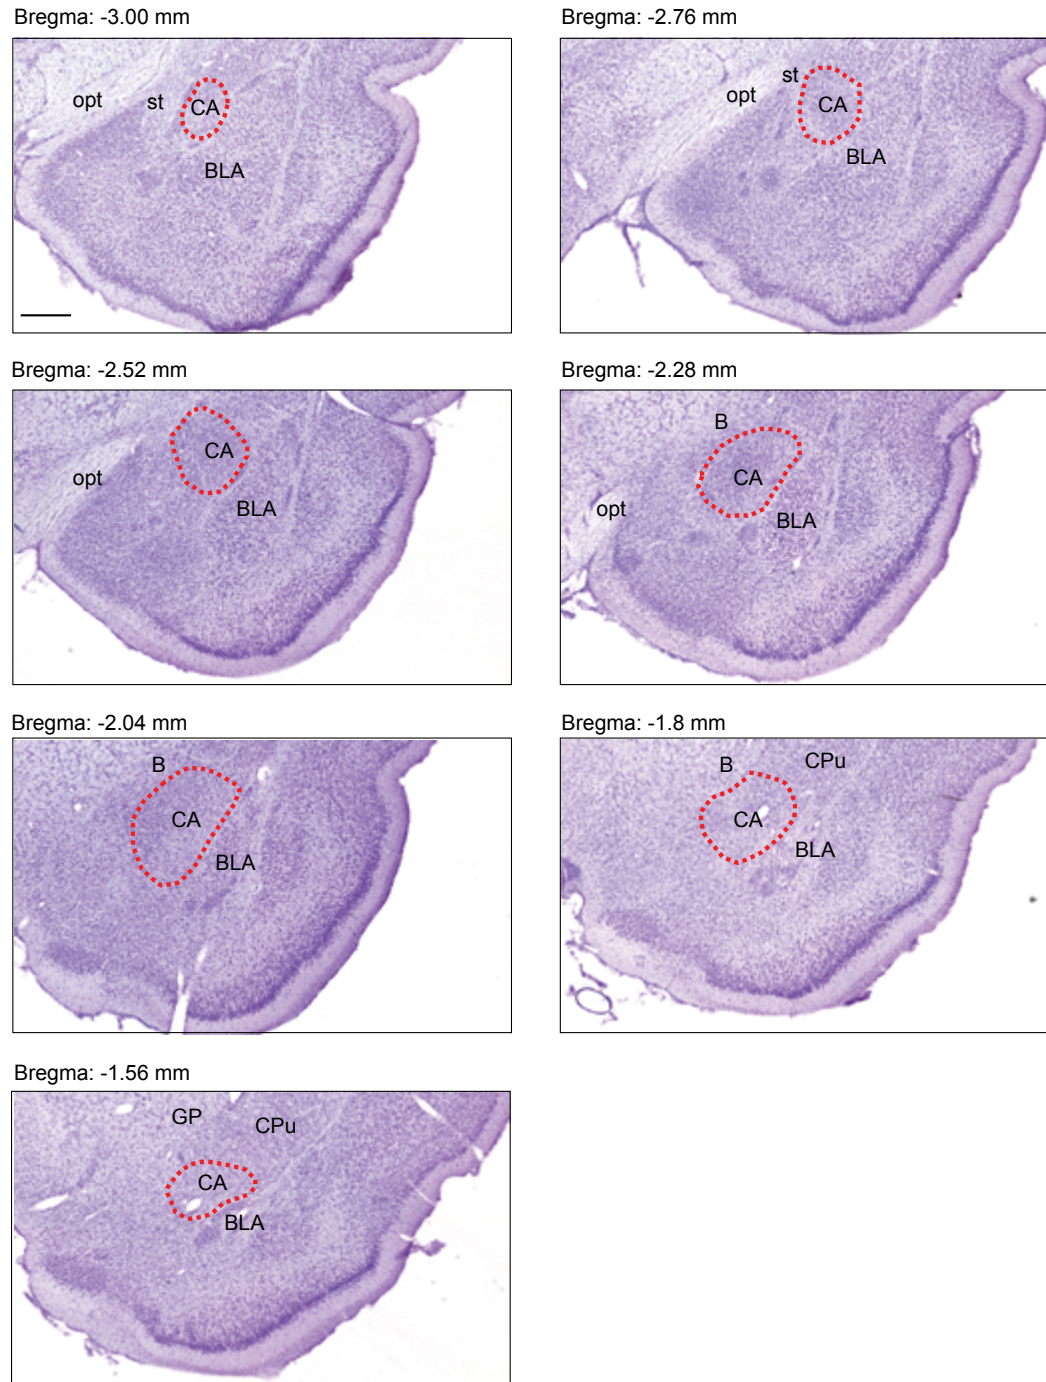 Bregma: -3.00 mm
opt
st
CA
BLA
Bregma: -2.76 mm
st
opt
CA
BLA
Bregma: -2.52 mm
CA
opt
BLA
Bregma: -2.28 mm
B
CA
opt
BLA
Bregma: -2.04 mm
B
CA
BLA
Bregma: -1.8 mm
B
CPu
CA
BLA
Bregma: -1.56 mm
GP
CPu
CA
BLA